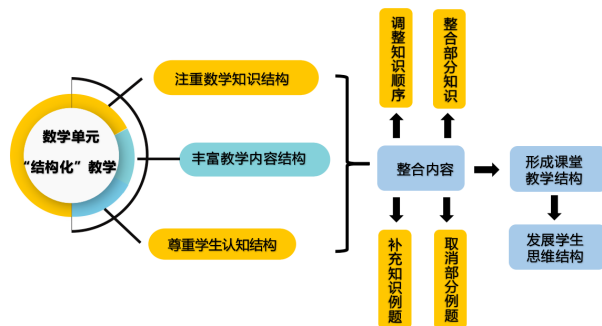 数学单元
“结构化”教学
注重数学知识结构
丰富教学内容结构
尊重学生认知结构
调整知识顺序
整合部分知识
整合内容
补充知识例题
取消部分例题
形成课堂
教学结构
发展学生
思维结构